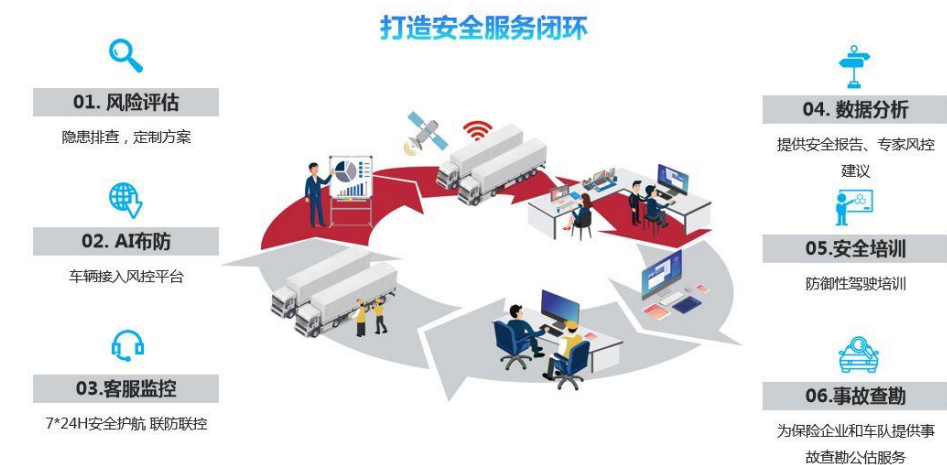 打造安全服务闭环
01. 风险评估
隐患排查，定制方案
02. AI布防
车辆接入风控平台
03.客服监控
7*24H安全护航 联防联控
04. 数据分析
提供安全报告、专家风控
建议
05.安全培训
防御性驾驶培训
06.事故查勘
为保险企业和车队提供事
故查勘公估服务